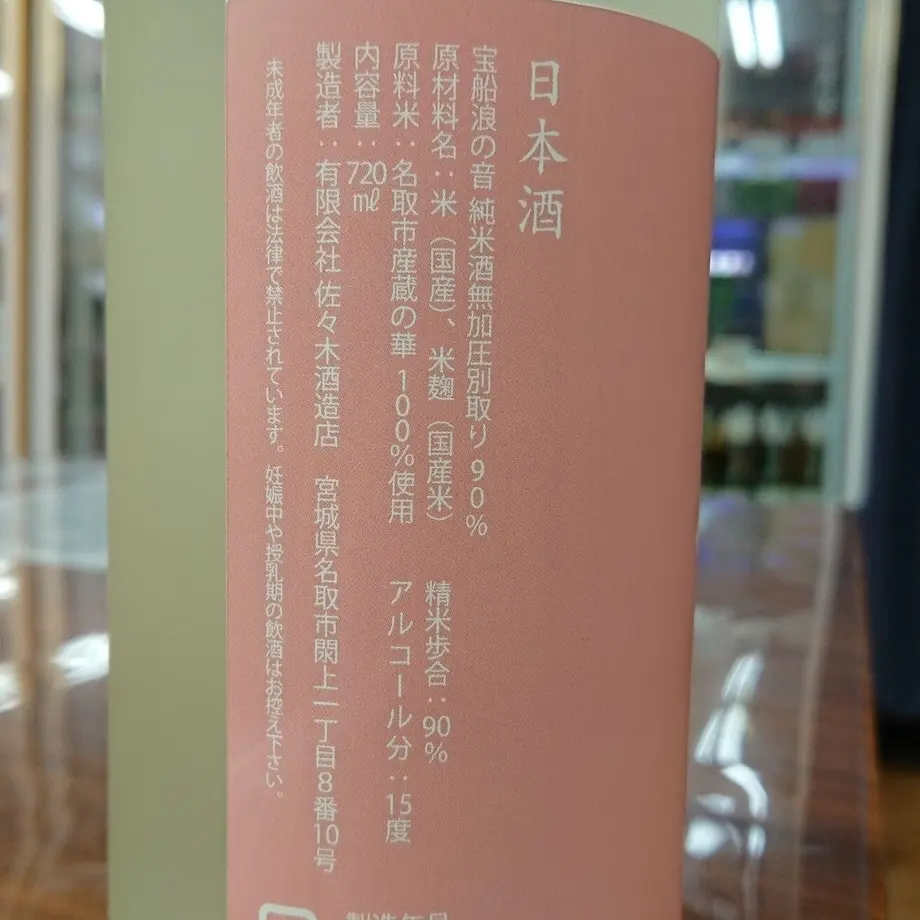 日本酒
宝船浪の音 純米酒無加圧別取り 90%
原材料名：米（国産）、米麹（国産米）　精米歩合：90%
原料米：名取市産蔵の華 100%使用　アルコール分：15度
内容量：720㎖
製造者：有限会社 佐々木酒造店　宮城県名取市閖上一丁目8番10号
未成年者の飲酒は法律で禁止されています。妊娠中や授乳期の飲酒はお控え下さい。